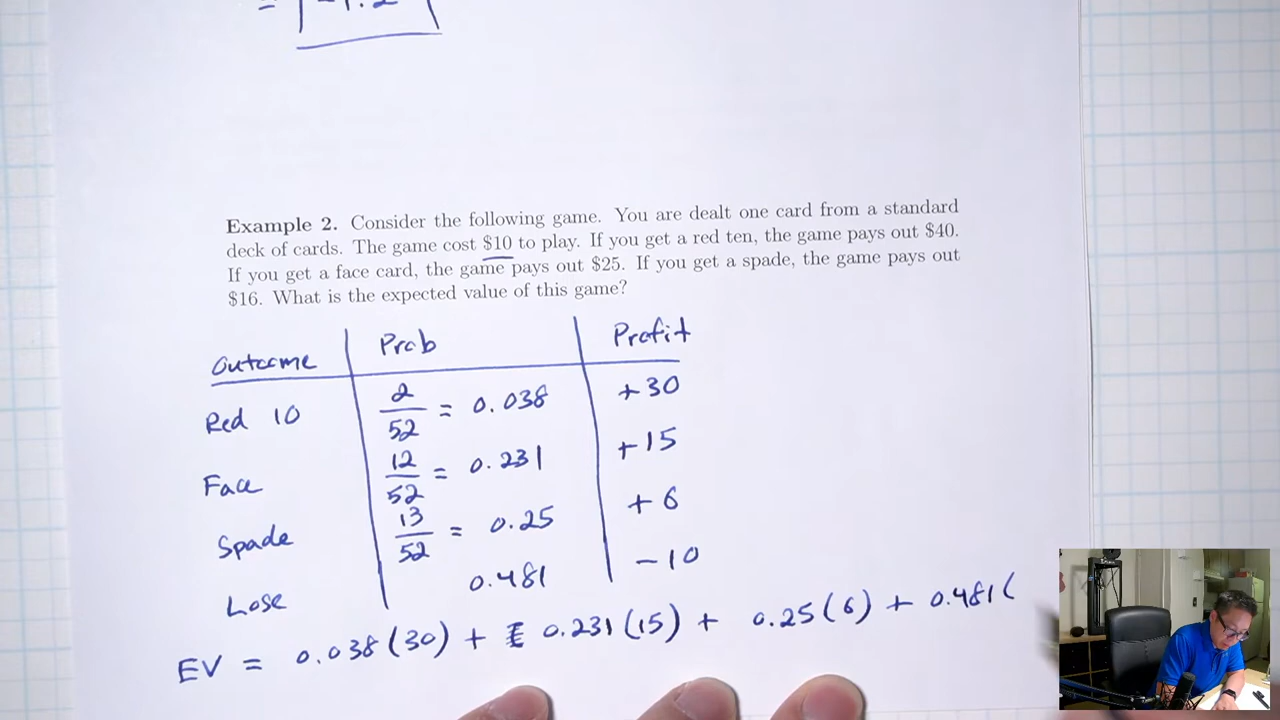 = -1.2
Example 2. Consider the following game. You are dealt one card from a standard
deck of cards. The game cost $10 to play. If you get a red ten, the game pays out $40.
If you get a face card, the game pays out $25. If you get a spade, the game pays out
$16. What is the expected value of this game?
Outcome Prob Profit
Red 10 2/52 = 0.038 +30
Face 12/52 = 0.231 +15
Spade 13/52 = 0.25 +6
Lose 0.481 -10
EV = 0.038(30) + 0.231(15) + 0.25(6) + 0.481(